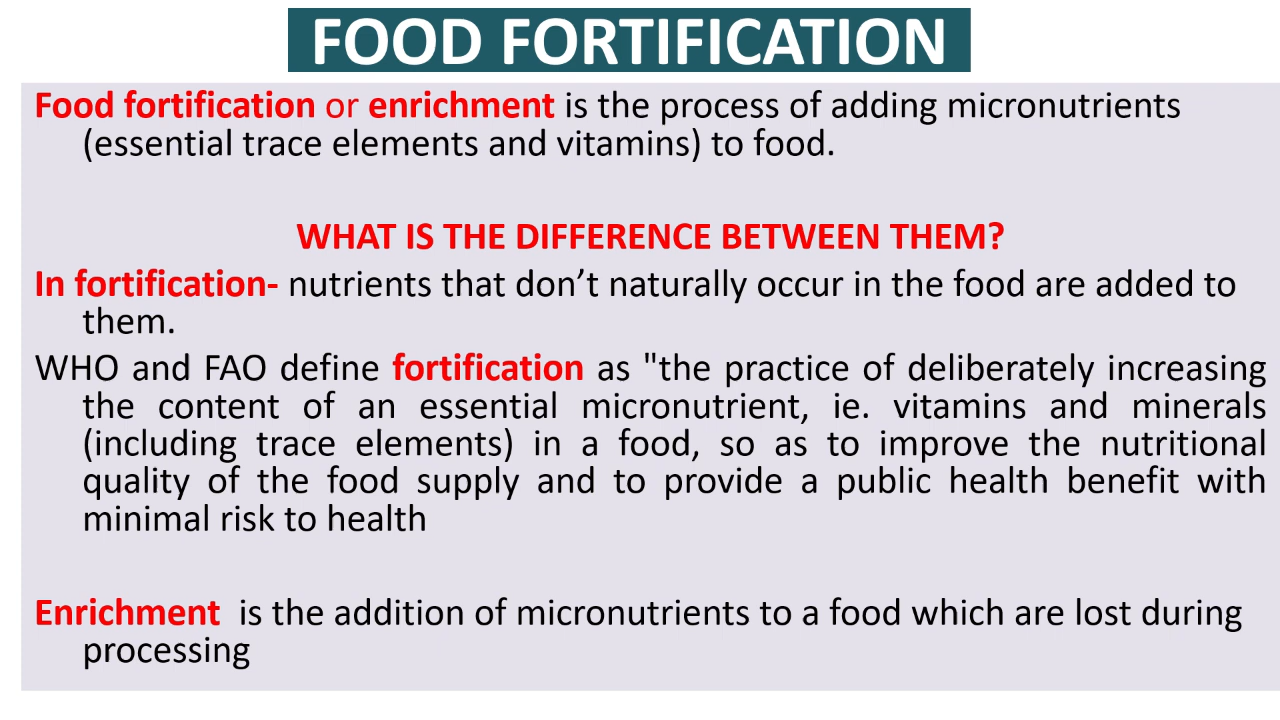 FOOD FORTIFICATION
Food fortification or enrichment is the process of adding micronutrients
(essential trace elements and vitamins) to food.
WHAT IS THE DIFFERENCE BETWEEN THEM?
In fortification- nutrients that don’t naturally occur in the food are added to
them.
WHO and FAO define fortification as "the practice of deliberately increasing
the content of an essential micronutrient, ie. vitamins and minerals
(including trace elements) in a food, so as to improve the nutritional
quality of the food supply and to provide a public health benefit with
minimal risk to health
Enrichment is the addition of micronutrients to a food which are lost during
processing